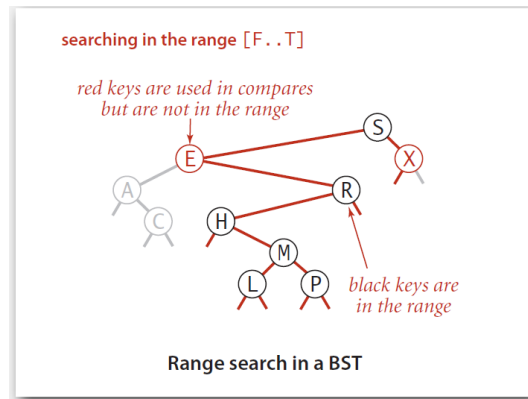 searching in the range [F..T]
red keys are used in compares
but are not in the range
S
E
X
A
R
C
H
M
L
P
black keys are
in the range
Range search in a BST